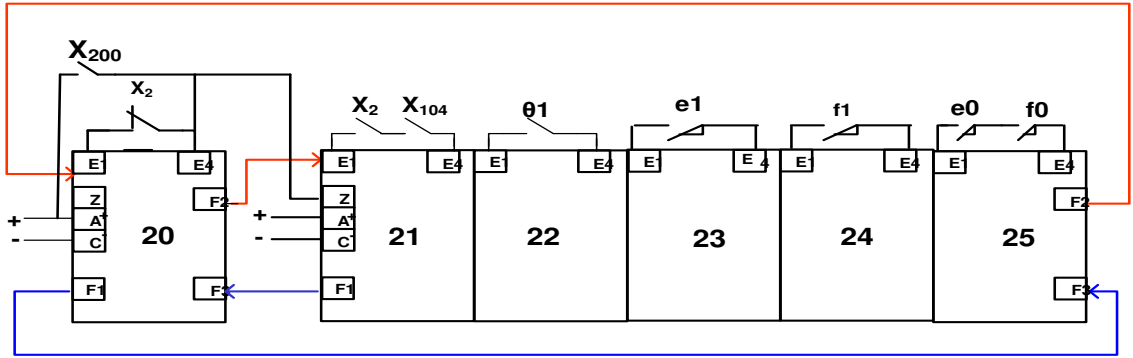 X200
X2
E1 E4
Z
F2
+ A+
- C-
20
F1 F3
X2 X104
E1 E4
Z
+ A+
- C-
21
F1
θ1
E1 E4
22
e1
E1 E4
23
f1
E1 E4
24
e0 f0
E1 E4
F2
25
F3